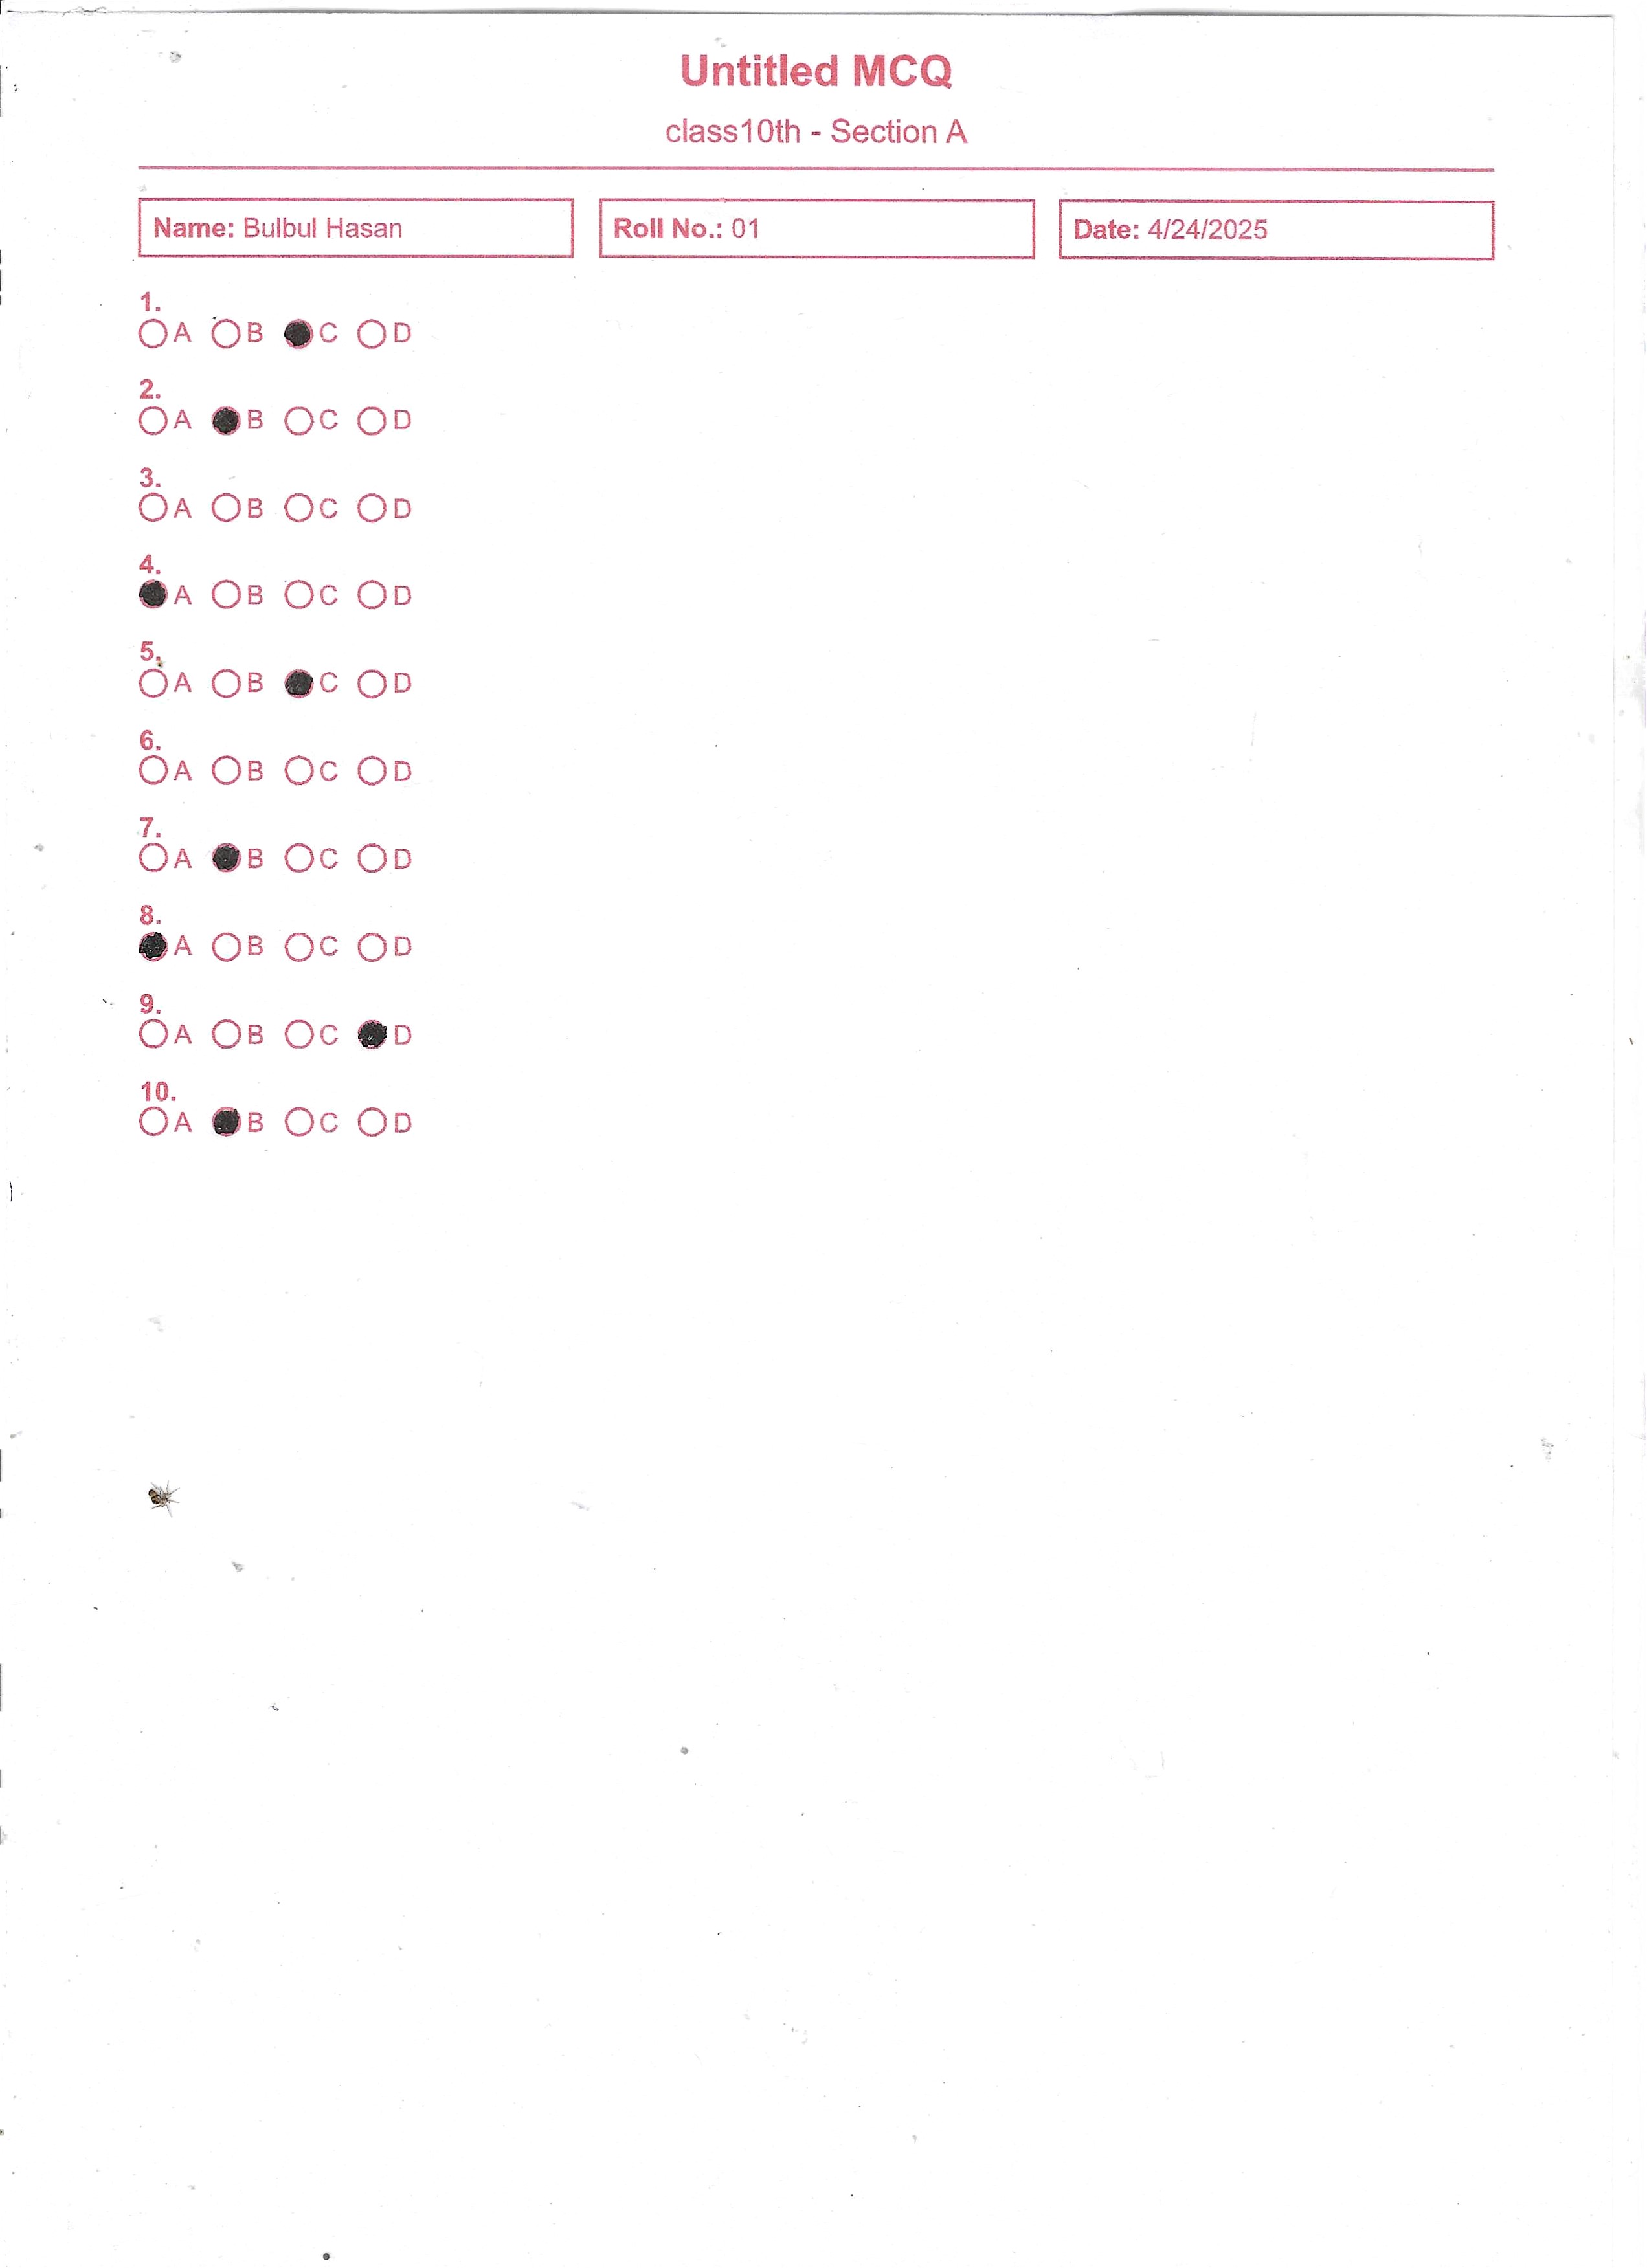 Untitled MCQ
class10th - Section A
Name: Bulbul Hasan Roll No.: 01 Date: 4/24/2025
1.
A B C D
2.
A B C D
3.
A B C D
4.
A B C D
5.
A B C D
6.
A B C D
7.
A B C D
8.
A B C D
9.
A B C D
10.
A B C D